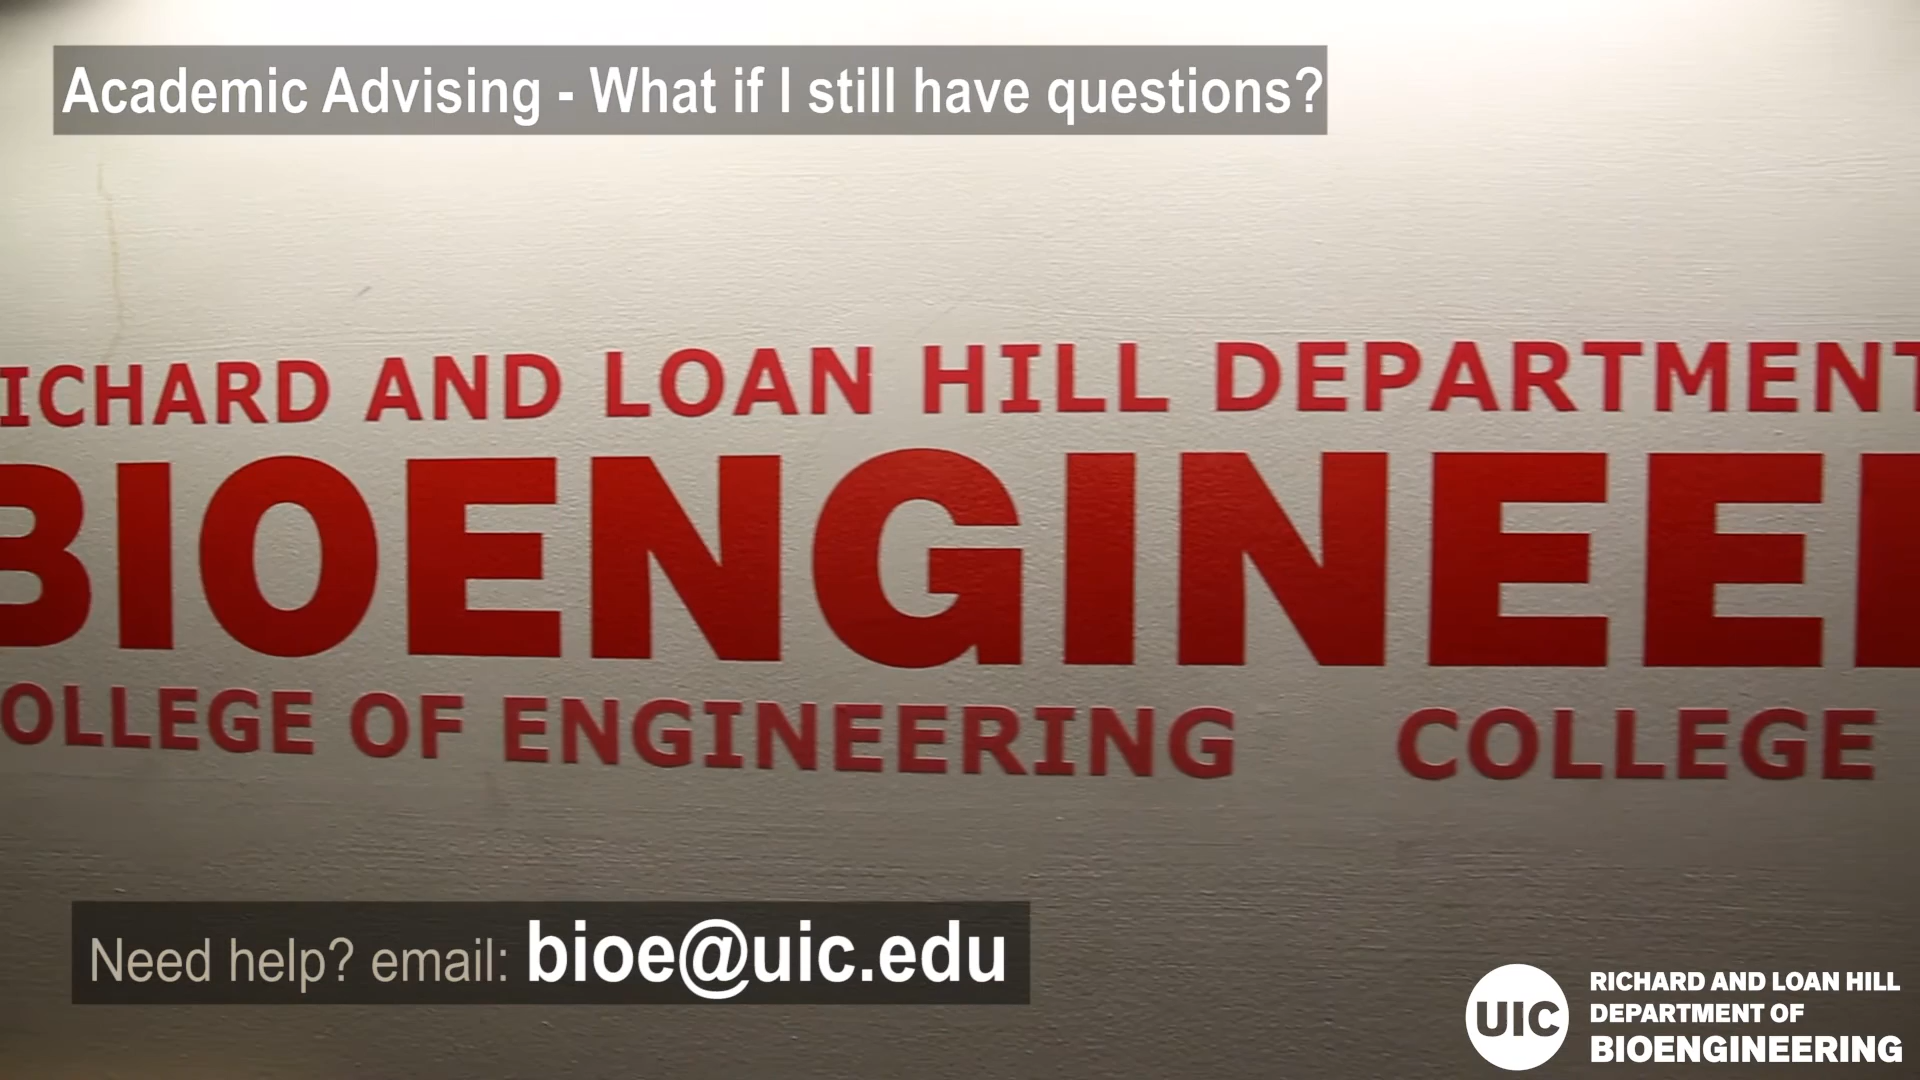 Academic Advising - What if I still have questions?
ICHARD AND LOAN HILL DEPARTMENT
BIOENGINEE
OLLEGE OF ENGINEERING COLLEGE
Need help? email: bioe@uic.edu
UIC
RICHARD AND LOAN HILL
DEPARTMENT OF
BIOENGINEERING